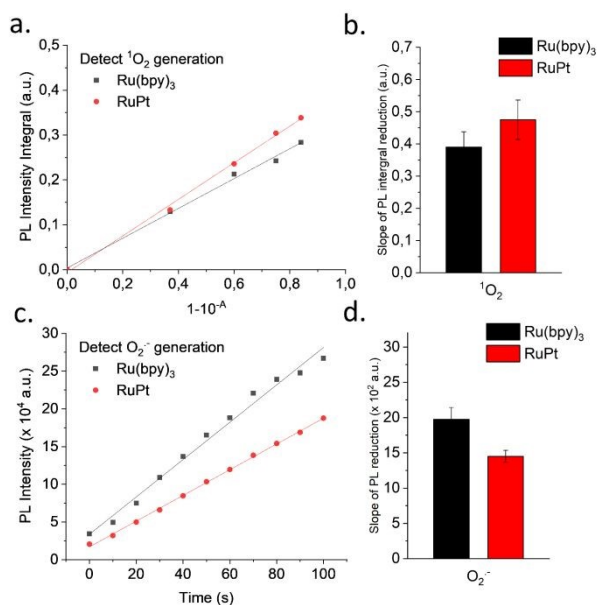 a.
Detect ¹O₂ generation
Ru(bpy)₃
RuPt
PL Intensity Integral (a.u.)
0,5
0,4
0,3
0,2
0,1
0,0
0,0 0,2 0,4 0,6 0,8 1,0
1-10⁻ᴬ
b.
Ru(bpy)₃
RuPt
Slope of PL intergral reduction (a.u.)
0,7
0,6
0,5
0,4
0,3
0,2
0,1
0,0
¹O₂
c.
Detect O₂·⁻ generation
Ru(bpy)₃
RuPt
PL Intensity (x 10⁴ a.u.)
30
25
20
15
10
5
0
0 20 40 60 80 100
Time (s)
d.
Ru(bpy)₃
RuPt
Slope of PL reduction (x 10² a.u.)
30
25
20
15
10
5
0
O₂·⁻